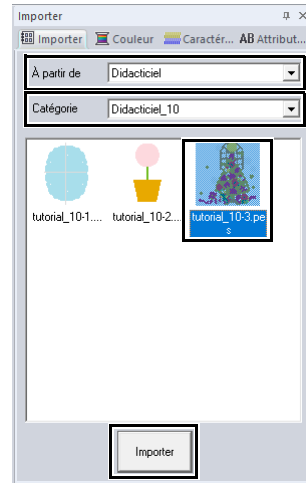 Importer
Importer Couleur Caractér... AB Attribut...
À partir de Didacticiel
Catégorie Didacticiel_10
tutorial_10-1.... tutorial_10-2... tutorial_10-3.pe
s
Importer